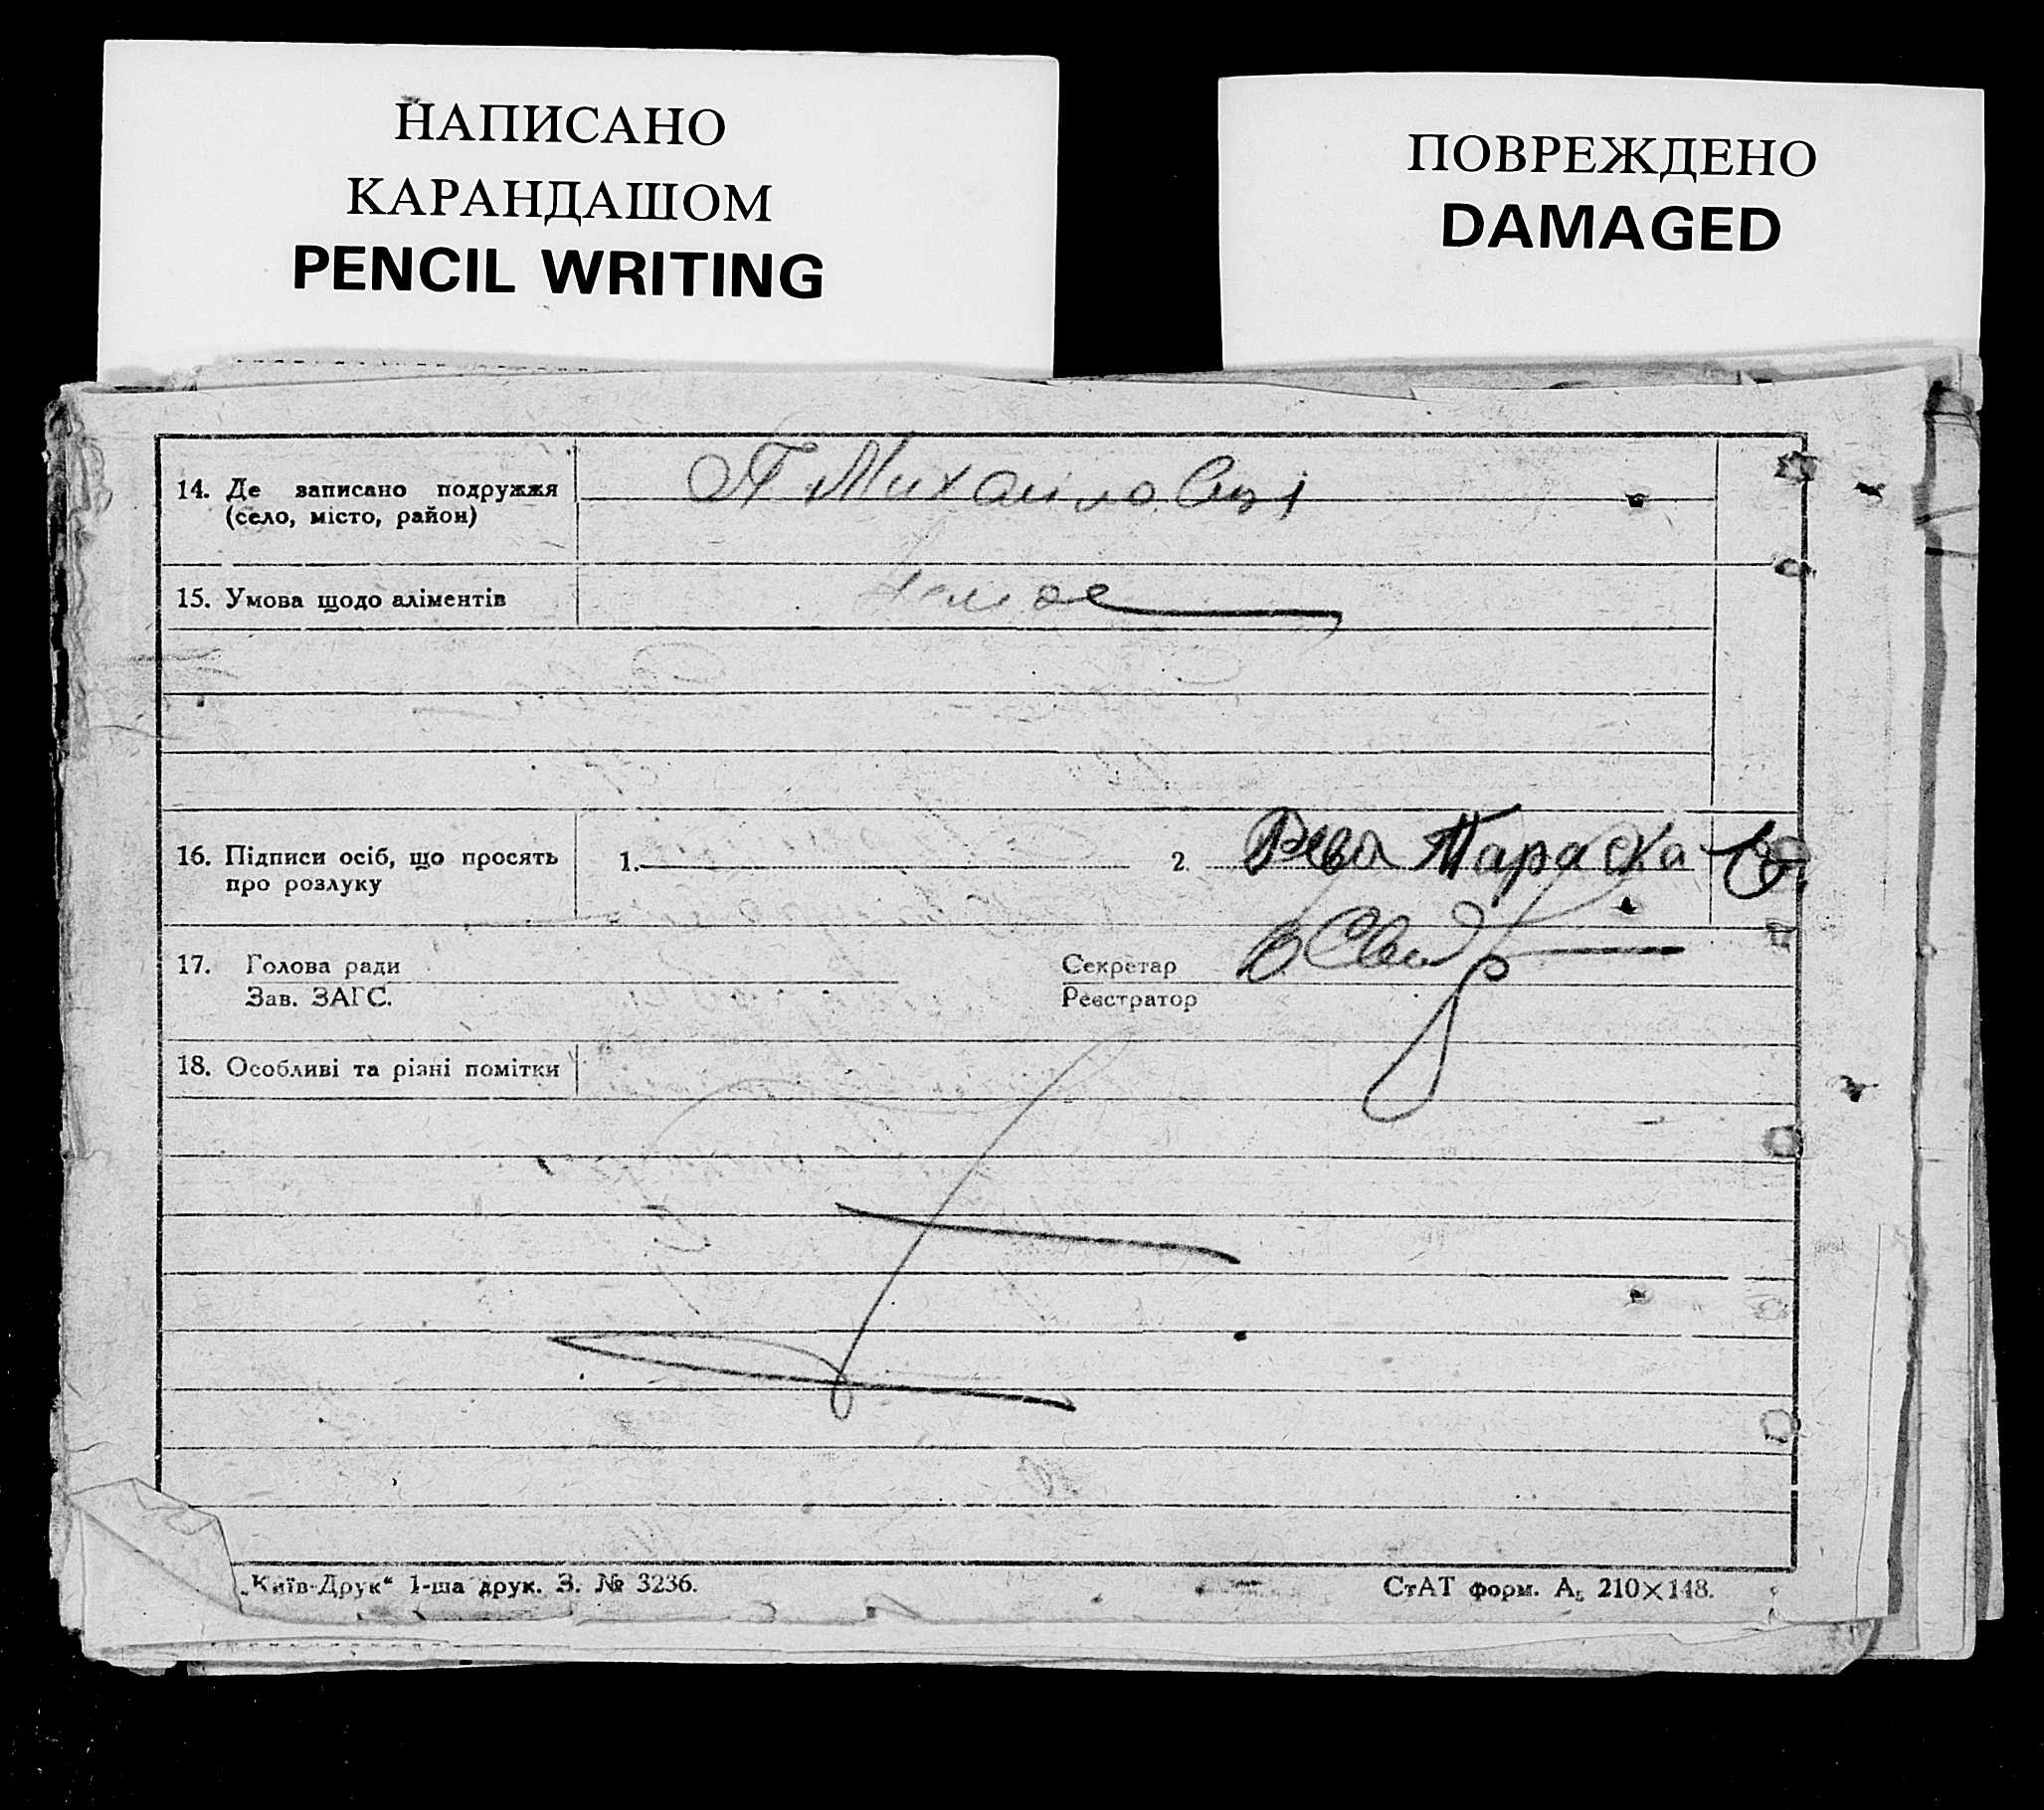 НАПИСАНО
КАРАНДАШОМ
PENCIL WRITING
ПОВРЕЖДЕНО
DAMAGED
14. Де записано подружжя
(село, місто, район)
15. Умова щодо аліментів
16. Підписи осіб, що просять
про розлуку
1.
2. Рева Параска
17. Голова ради
Зав. ЗАГС.
Секретар
Реєстратор
18. Особливі та різні помітки
„Київ-Друк“ 1-ша друк. З. № 3236.
СтАТ форм. А₅ 210×148.